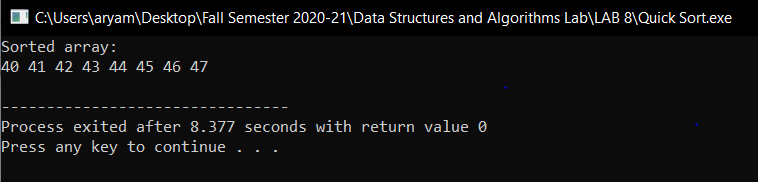 C:\Users\aryam\Desktop\Fall Semester 2020-21\Data Structures and Algorithms Lab\LAB 8\Quick Sort.exe
Sorted array:
40 41 42 43 44 45 46 47
--------------------------------
Process exited after 8.377 seconds with return value 0
Press any key to continue . . .